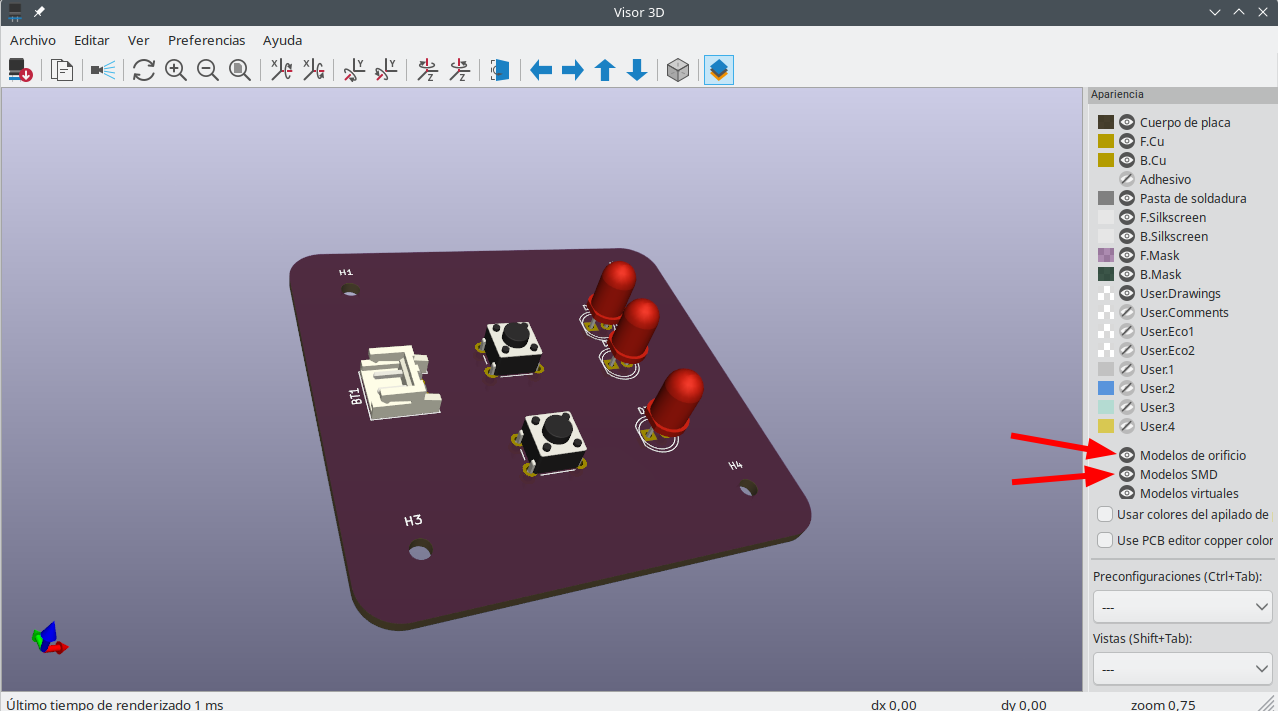 Visor 3D
Archivo Editar Ver Preferencias Ayuda
Apariencia
Cuerpo de placa
F.Cu
B.Cu
Adhesivo
Pasta de soldadura
F.Silkscreen
B.Silkscreen
F.Mask
B.Mask
User.Drawings
User.Comments
User.Eco1
User.Eco2
User.1
User.2
User.3
User.4
Modelos de orificio
Modelos SMD
Modelos virtuales
Usar colores del apilado de
Use PCB editor copper color
Preconfiguraciones (Ctrl+Tab):
---
Vistas (Shift+Tab):
---
H1
BT1
H4
H3
Último tiempo de renderizado 1 ms
dx 0,00
dy 0,00
zoom 0,75